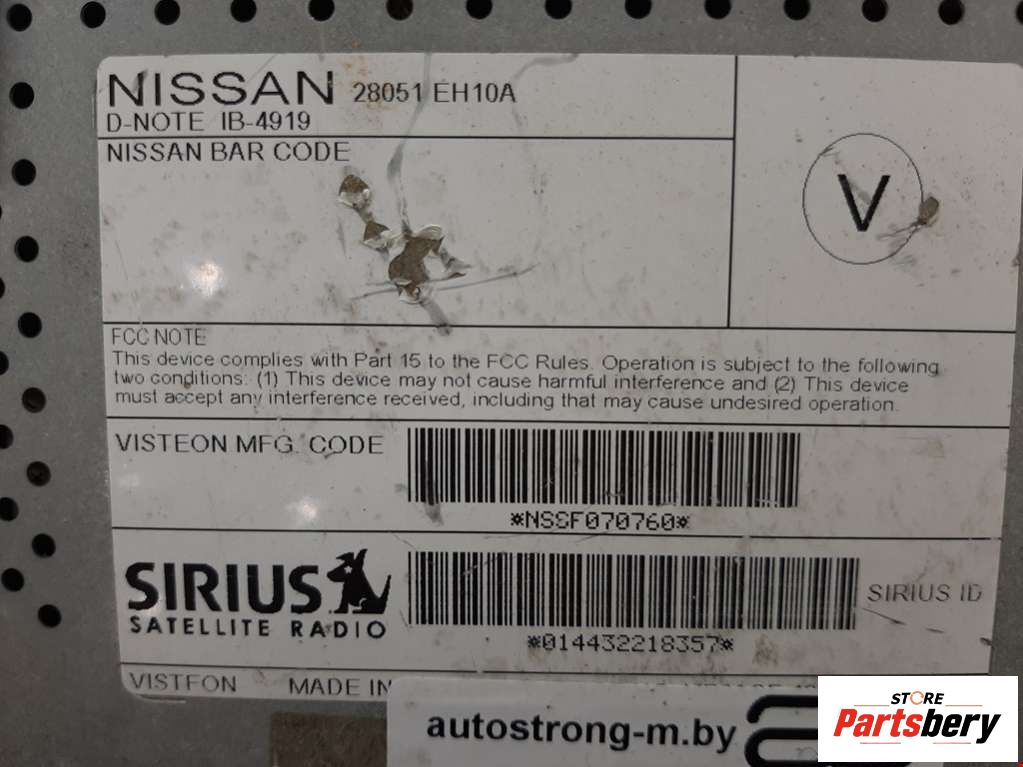 NISSAN 28051 EH10A
D-NOTE IB-4919
NISSAN BAR CODE
V
FCC NOTE
This device complies with Part 15 to the FCC Rules. Operation is subject to the following
two conditions: (1) This device may not cause harmful interference and (2) This device
must accept any interference received, including that may cause undesired operation.
VISTEON MFG. CODE
*NSSF070760*
SIRIUS
SATELLITE RADIO
SIRIUS ID
*014432218357*
VISTEON MADE IN
autostrong-m.by
STORE
Partsbery